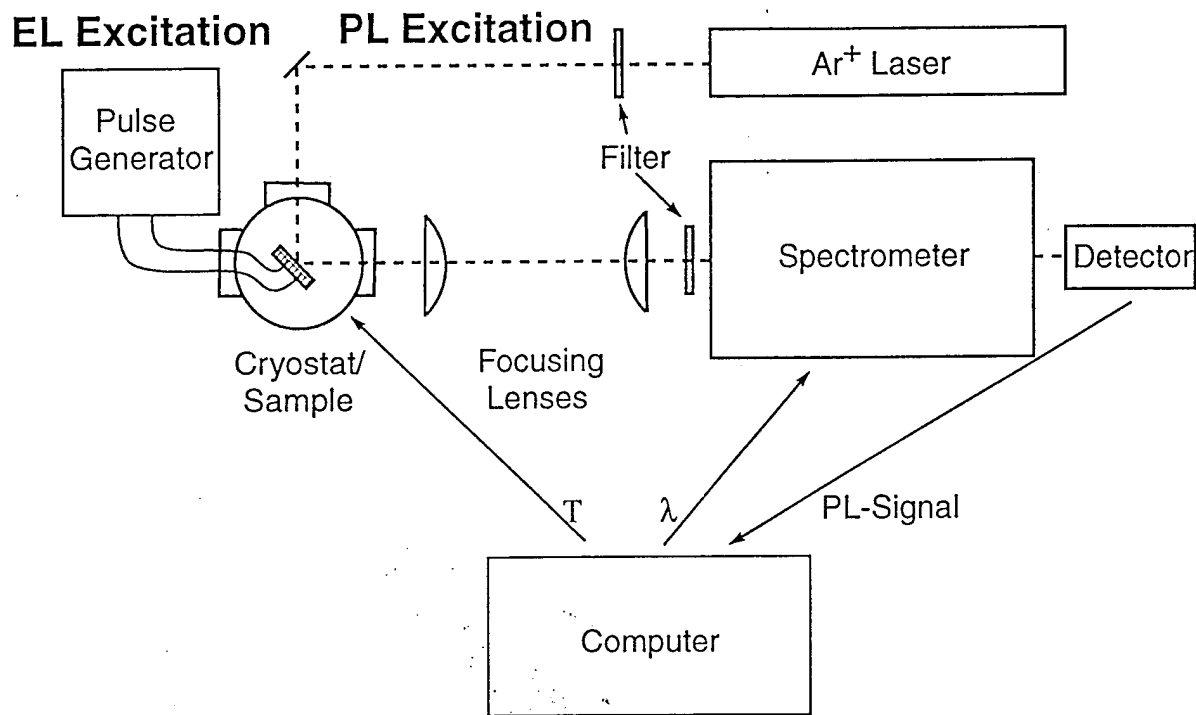 EL Excitation
PL Excitation
Ar+ Laser
Pulse
Generator
Filter
Spectrometer
Detector
Cryostat/
Sample
Focusing
Lenses
T
λ
PL-Signal
Computer